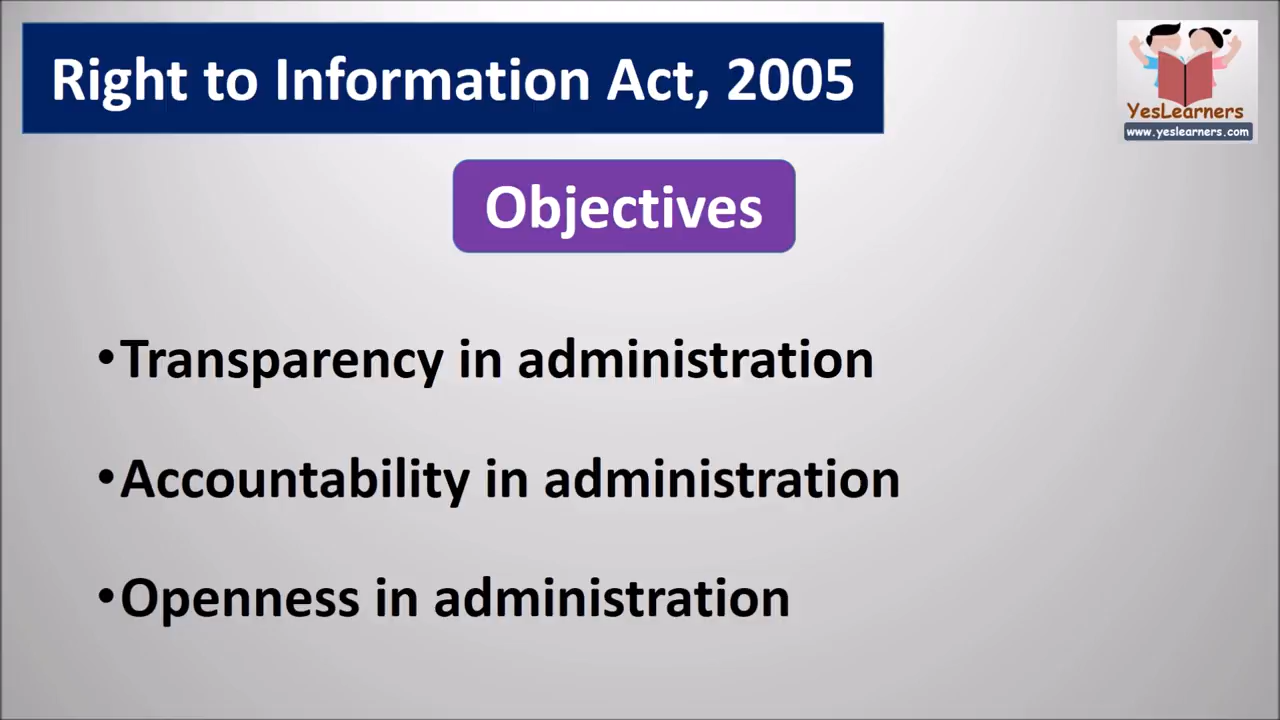 Right to Information Act, 2005
YesLearners
www.yeslearners.com
Objectives
•Transparency in administration
•Accountability in administration
•Openness in administration